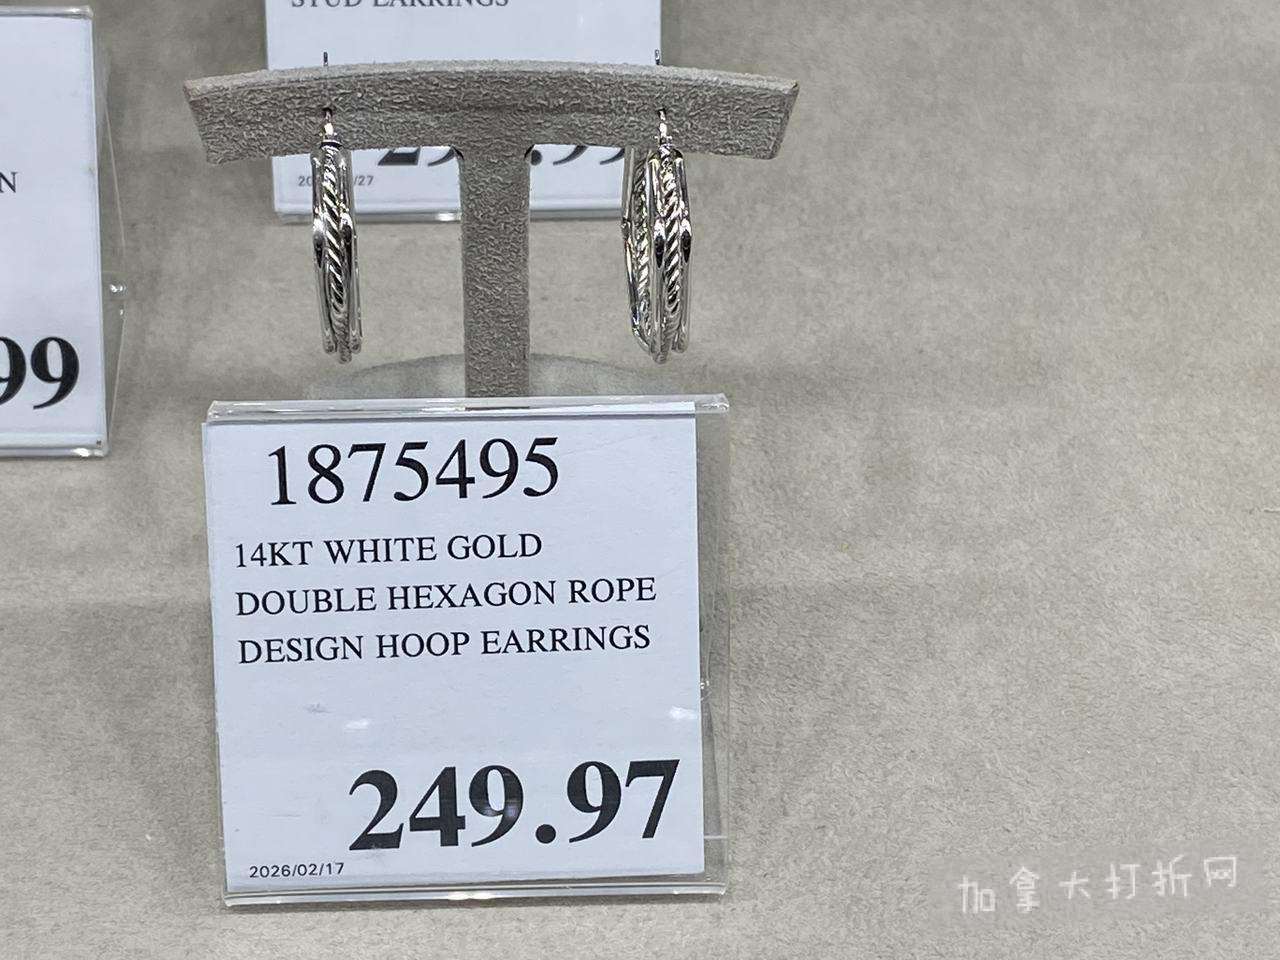 STUD EARRINGS
N
99
1875495
14KT WHITE GOLD
DOUBLE HEXAGON ROPE
DESIGN HOOP EARRINGS
249.97
2026/02/17
加拿大打折网